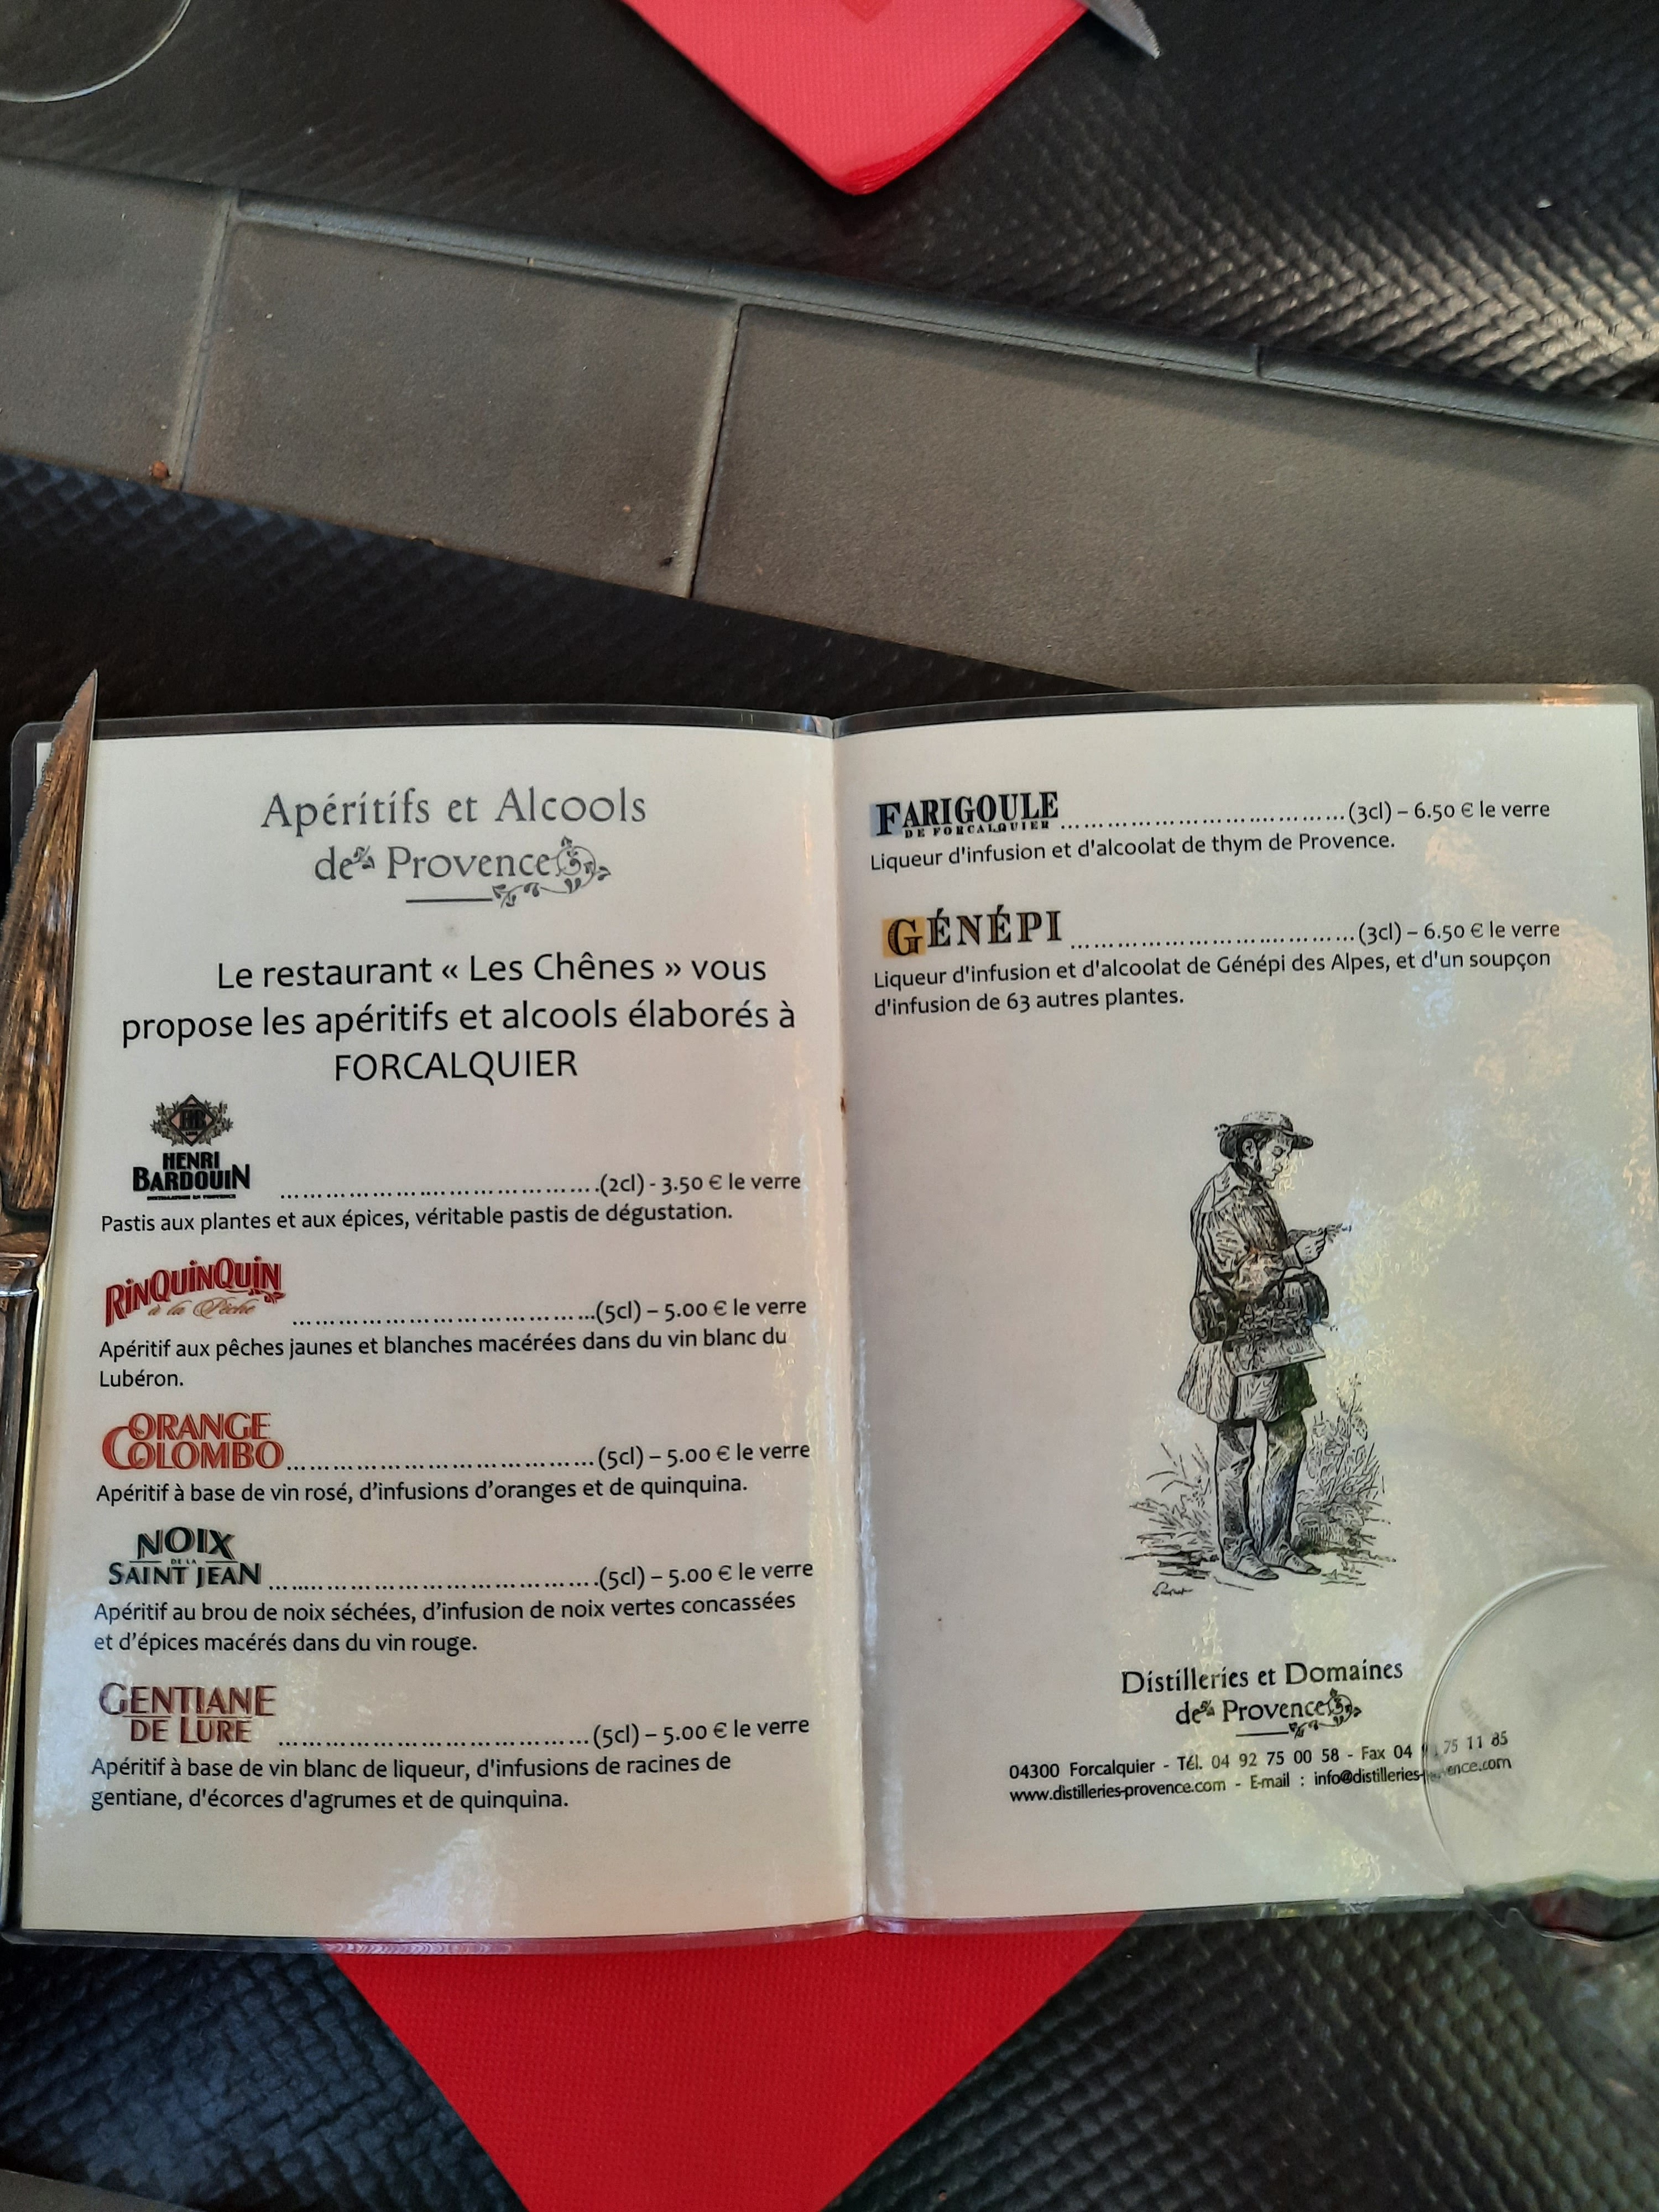 Apéritifs et Alcools
de la Provence
Le restaurant « Les Chênes » vous
propose les apéritifs et alcools élaborés à
FORCALQUIER
HB
HENRI
BARDOUIN
DISTILLATION EN PROVENCE
……………………………………(2cl) - 3.50 € le verre
Pastis aux plantes et aux épices, véritable pastis de dégustation.
RINQUINQUIN
à la Pêche
……………………………………(5cl) – 5.00 € le verre
Apéritif aux pêches jaunes et blanches macérées dans du vin blanc du
Lubéron.
ORANGE
COLOMBO……………………………………(5cl) – 5.00 € le verre
Apéritif à base de vin rosé, d’infusions d’oranges et de quinquina.
NOIX
DE LA
SAINT JEAN……………………………………(5cl) – 5.00 € le verre
Apéritif au brou de noix séchées, d’infusion de noix vertes concassées
et d’épices macérés dans du vin rouge.
GENTIANE
DE LURE……………………………………(5cl) – 5.00 € le verre
Apéritif à base de vin blanc de liqueur, d'infusions de racines de
gentiane, d'écorces d'agrumes et de quinquina.
FARIGOULE
DE FORCALQUIER……………………………………(3cl) – 6.50 € le verre
Liqueur d'infusion et d'alcoolat de thym de Provence.
GÉNÉPI……………………………………(3cl) – 6.50 € le verre
Liqueur d'infusion et d'alcoolat de Génépi des Alpes, et d'un soupçon
d'infusion de 63 autres plantes.
Distilleries et Domaines
de la Provence
04300 Forcalquier - Tél. 04 92 75 00 58 - Fax 04 75 11 85
www.distilleries-provence.com - E-mail : info@distilleries-